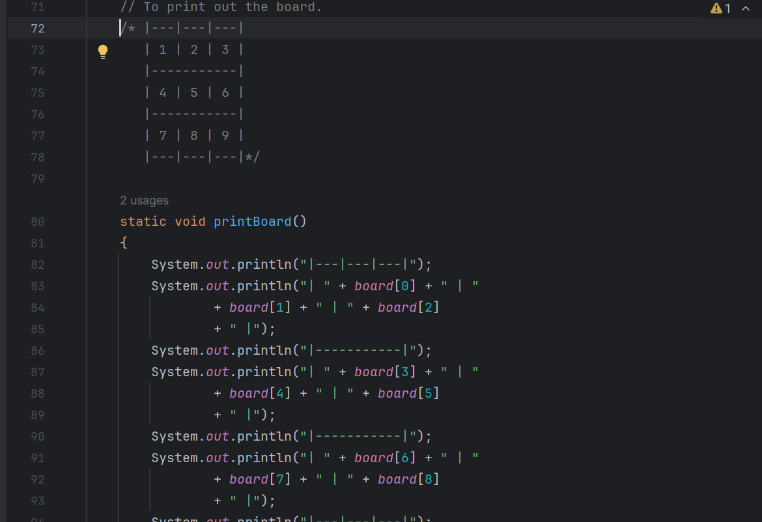 71 // To print out the board.
1
72 /* |---|---|---|
73 | 1 | 2 | 3 |
74 |-----------|
75 | 4 | 5 | 6 |
76 |-----------|
77 | 7 | 8 | 9 |
78 |---|---|---|*/
79
2 usages
80 static void printBoard()
81 {
82 System.out.println("|---|---|---|");
83 System.out.println("| " + board[0] + " | "
84 + board[1] + " | " + board[2]
85 + " |");
86 System.out.println("|-----------|");
87 System.out.println("| " + board[3] + " | "
88 + board[4] + " | " + board[5]
89 + " |");
90 System.out.println("|-----------|");
91 System.out.println("| " + board[6] + " | "
92 + board[7] + " | " + board[8]
93 + " |");
94 System.out.println("|---|---|---|");